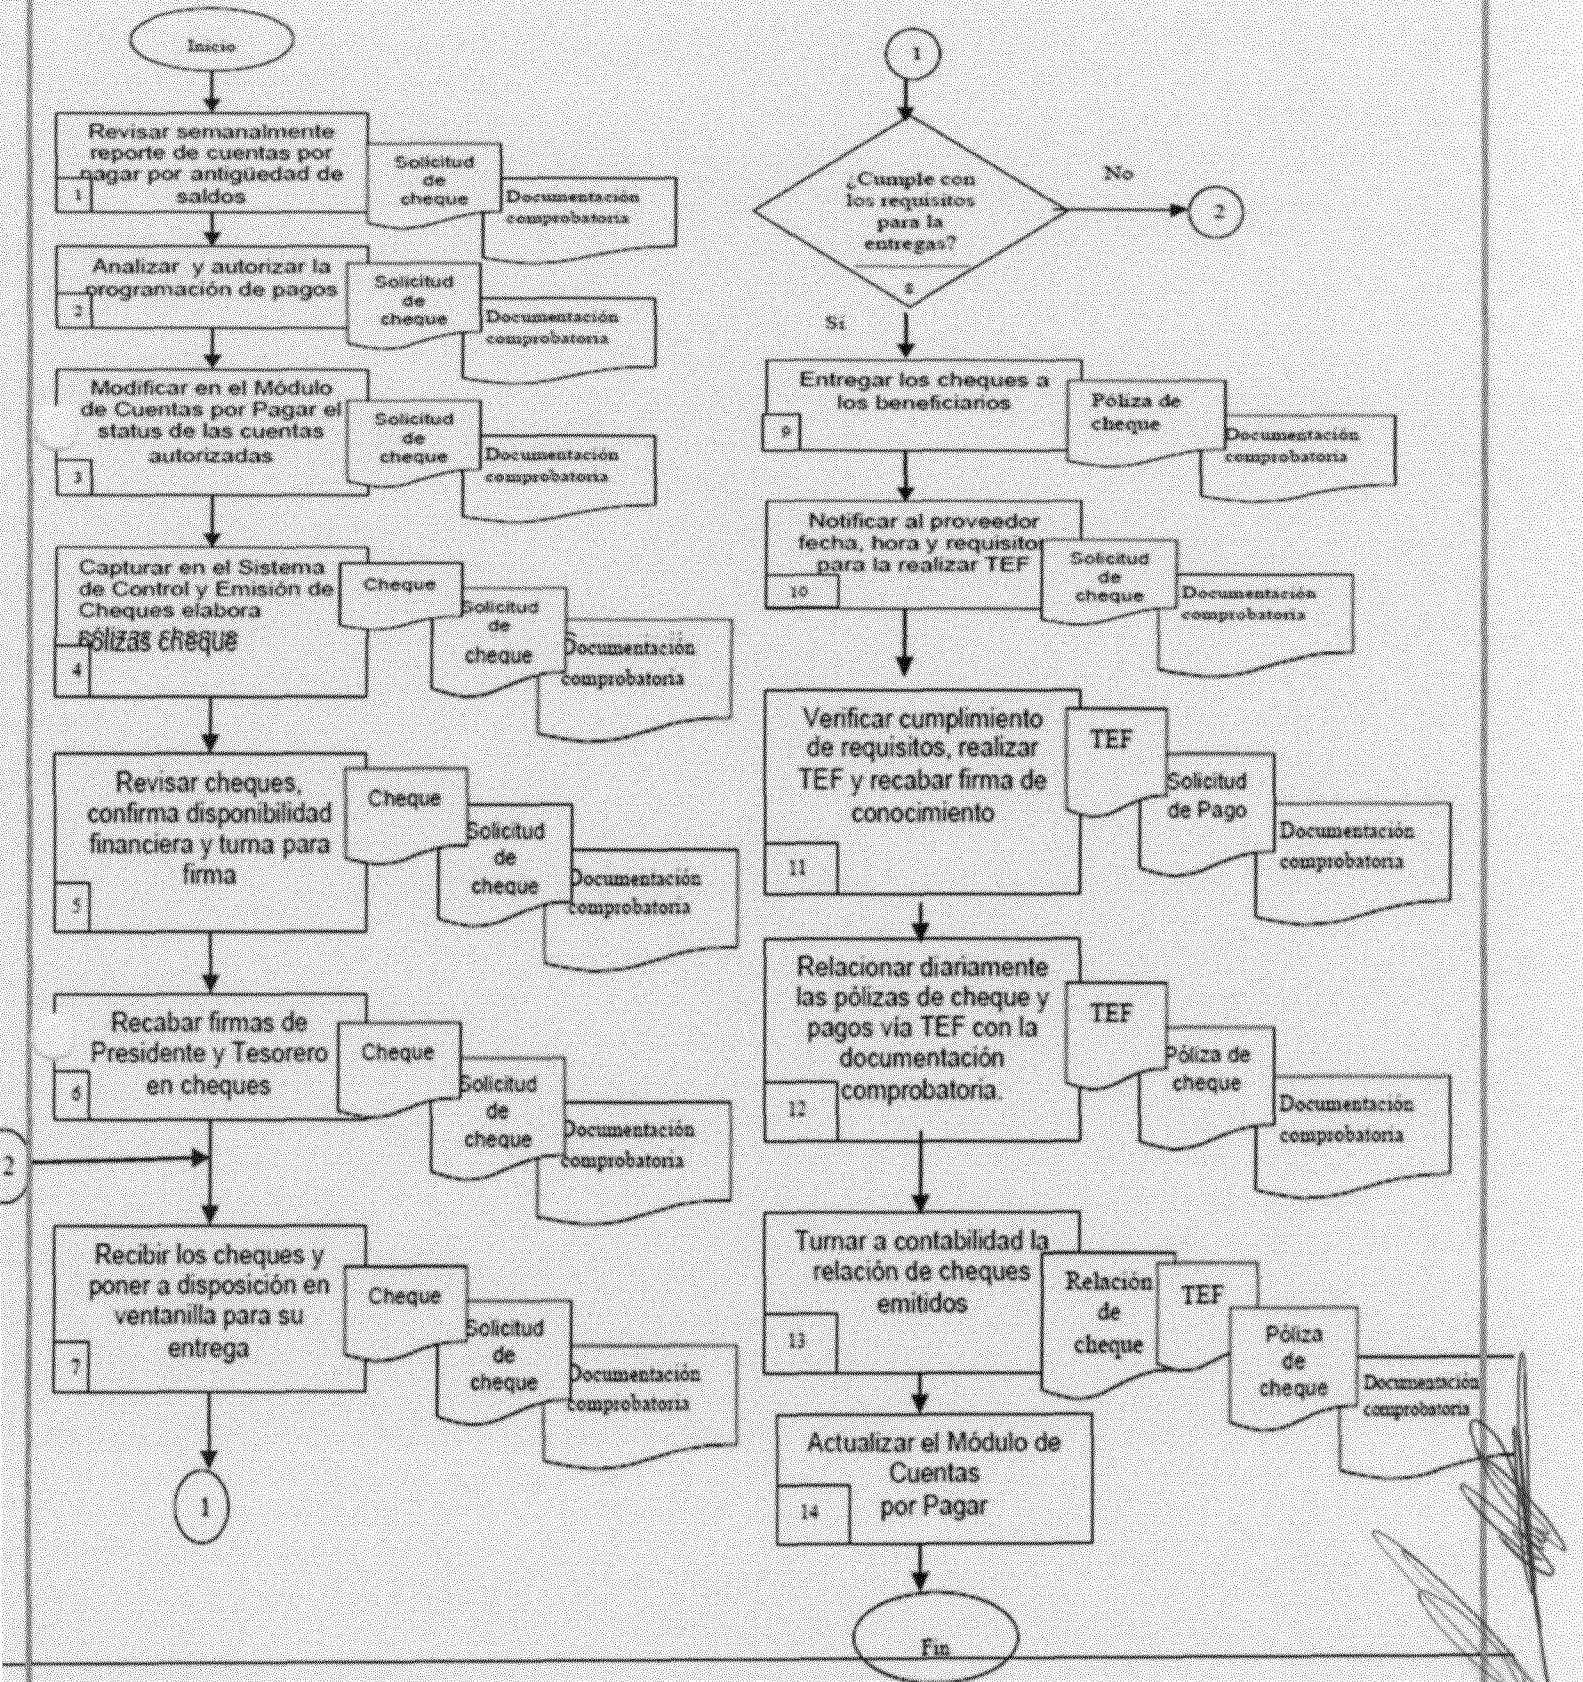 Inicio
Revisar semanalmente
reporte de cuentas por
pagar por antigüedad de
saldos
1
Solicitud
de
cheque
Documentación
comprobatoria
Analizar y autorizar la
programación de pagos
2
Solicitud
de
cheque
Documentación
comprobatoria
Modificar en el Módulo
de Cuentas por Pagar el
status de las cuentas
autorizadas
3
Solicitud
de
cheque
Documentación
comprobatoria
Capturar en el Sistema
de Control y Emisión de
Cheques elabora
pólizas cheque
4
Cheque
Solicitud
de
cheque
Documentación
comprobatoria
Revisar cheques,
confirma disponibilidad
financiera y turna para
firma
5
Cheque
Solicitud
de
cheque
Documentación
comprobatoria
Recabar firmas de
Presidente y Tesorero
en cheques
6
Cheque
Solicitud
de
cheque
Documentación
comprobatoria
2
Recibir los cheques y
poner a disposición en
ventanilla para su
entrega
7
Cheque
Solicitud
de
cheque
Documentación
comprobatoria
1
1
¿Cumple con
los requisitos
para la
entregas?
8
No
2
Si
Entregar los cheques a
los beneficiarios
9
Póliza de
cheque
Documentación
comprobatoria
Notificar al proveedor
fecha, hora y requisitos
para la realizar TEF
10
Solicitud
de
cheque
Documentación
comprobatoria
Verificar cumplimiento
de requisitos, realizar
TEF y recabar firma de
conocimiento
11
TEF
Solicitud
de Pago
Documentación
comprobatoria
Relacionar diariamente
las pólizas de cheque y
pagos vía TEF con la
documentación
comprobatoria.
12
TEF
Póliza de
cheque
Documentación
comprobatoria
Turnar a contabilidad la
relación de cheques
emitidos
13
Relación
de
cheque
TEF
Póliza
de
cheque
Documentación
comprobatoria
Actualizar el Módulo de
Cuentas
por Pagar
14
Fin